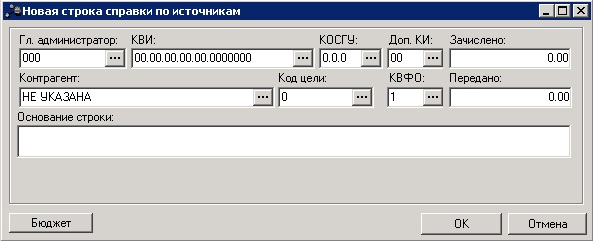 Новая строка справки по источникам
Гл. администратор: КВИ: КОСГУ: Доп. КИ: Зачислено:
000 ... 00.00.00.00.00.0000000 ... 0.0.0 ... 00 ... 0.00
Контрагент: Код цели: КВФО: Передано:
НЕ УКАЗАНА ... 0 ... 1 ... 0.00
Основание строки:
Бюджет OK Отмена